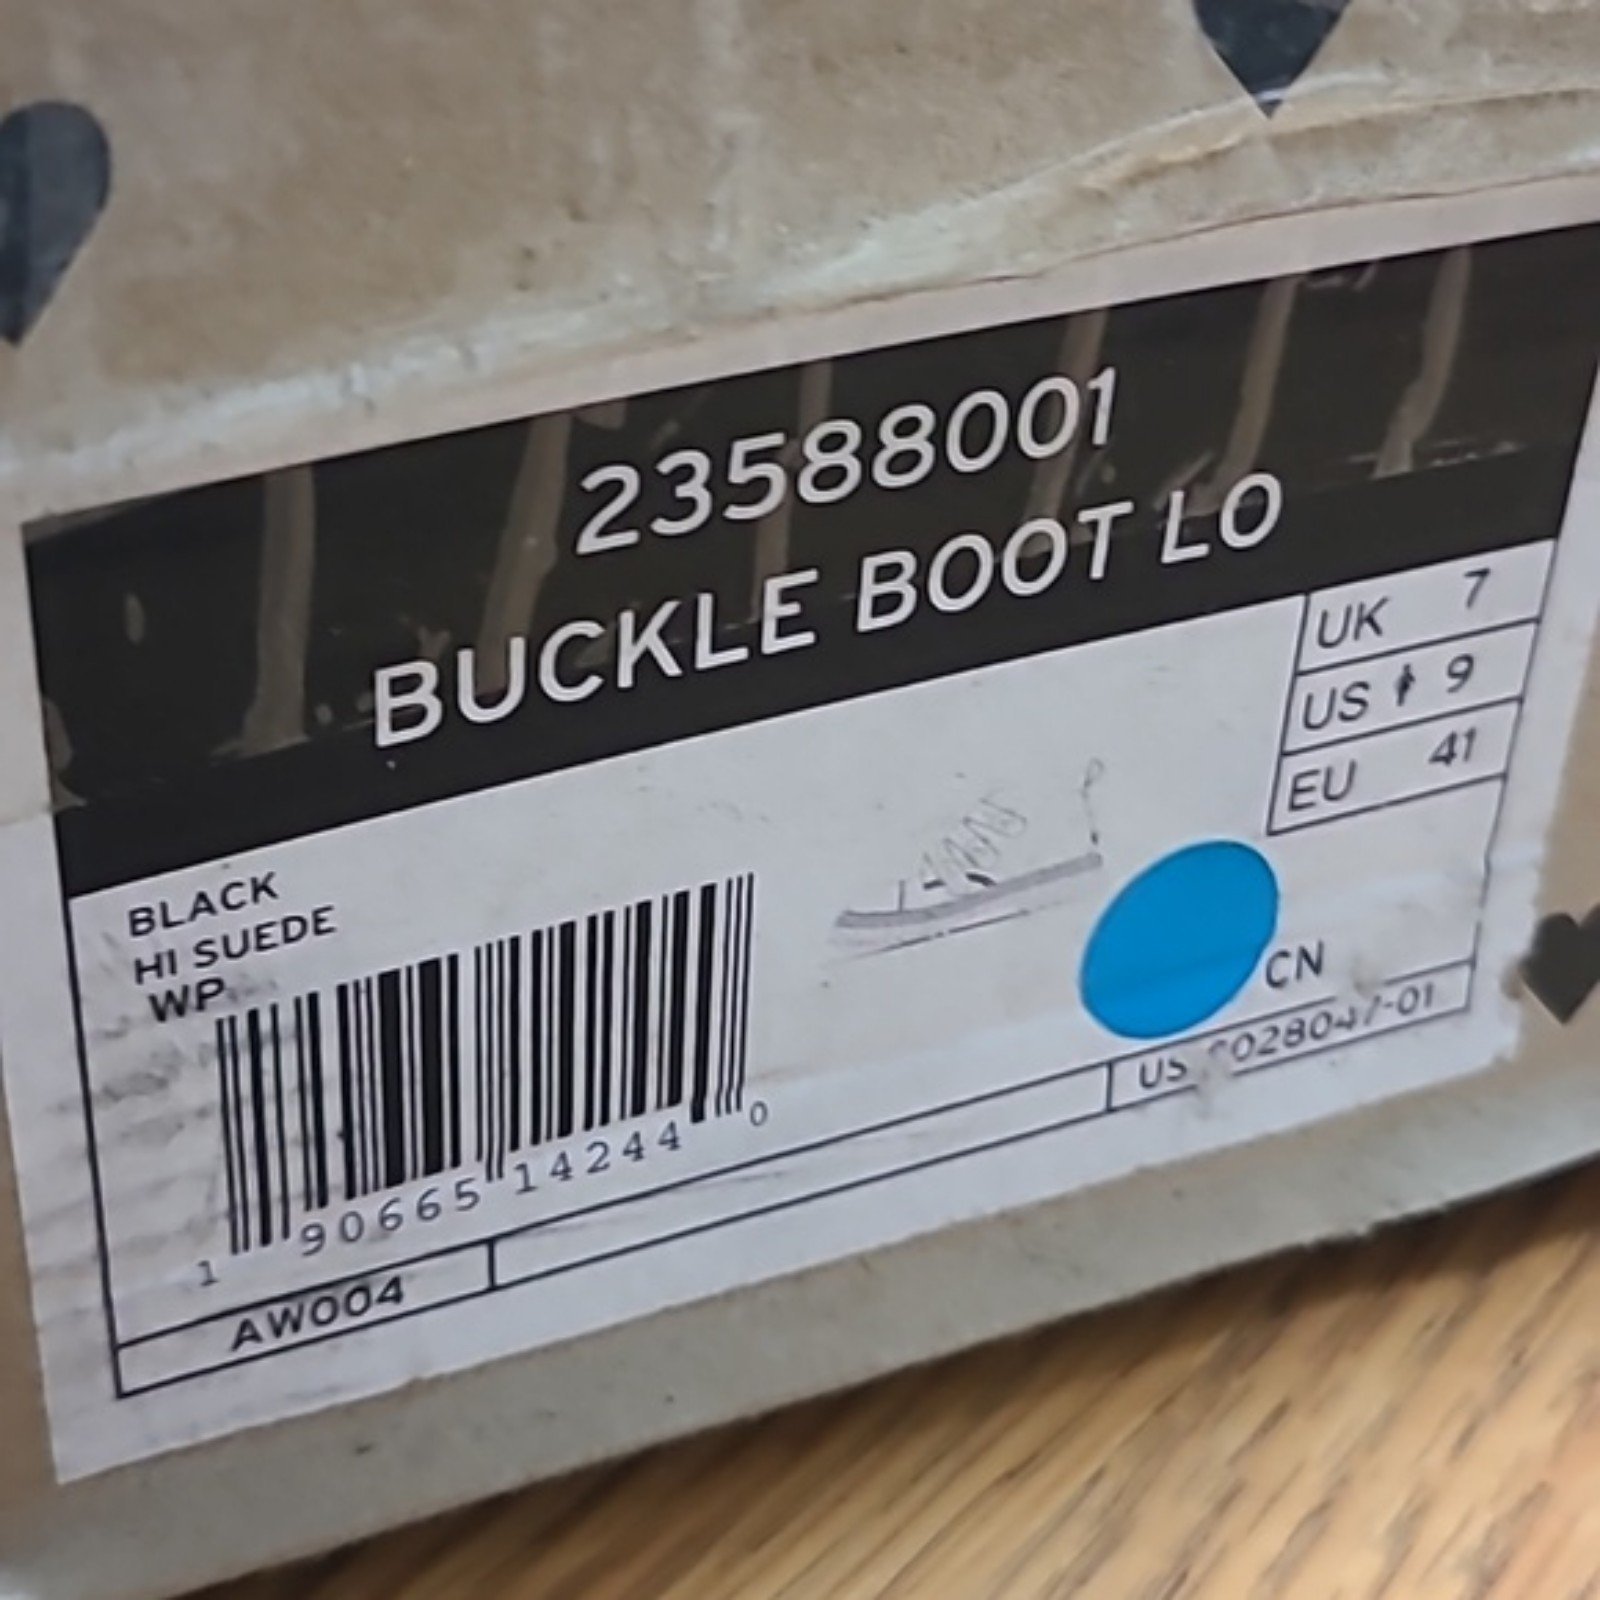 23588001
BUCKLE BOOT LO
UK 7
US 9
EU 41
BLACK
HI SUEDE
WP
1 90665 14244 0
CN
US
AW004